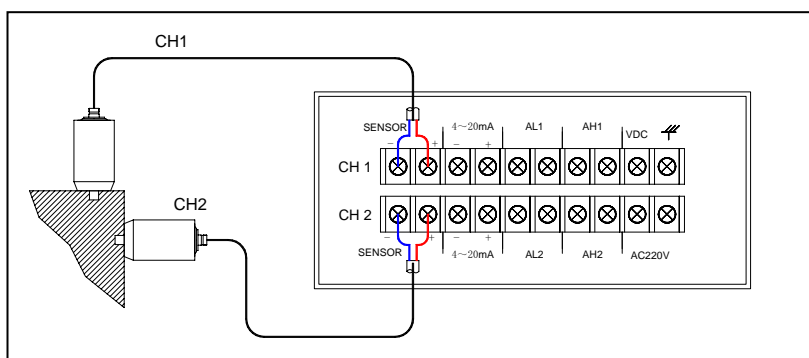 CH1
SENSOR 4～20mA AL1 AH1 VDC
− + − +
CH 1
CH2
CH 2
− + − +
SENSOR 4～20mA AL2 AH2 AC220V